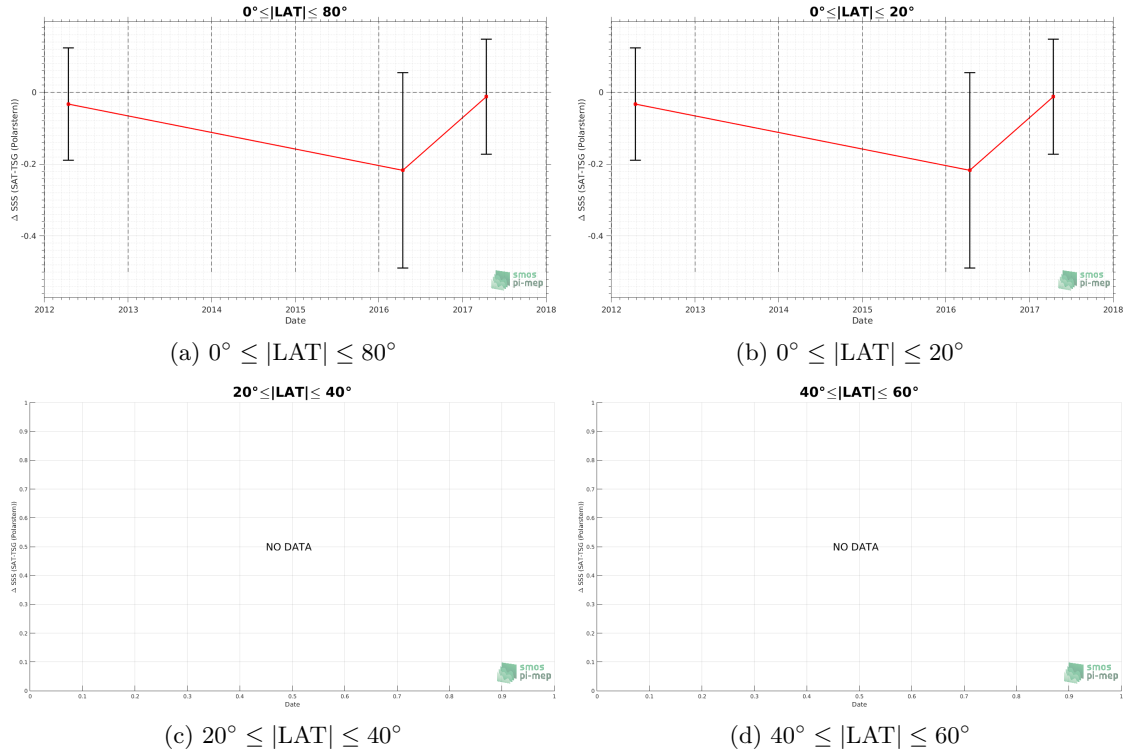 0°≤|LAT|≤ 80°
0
-0.2
-0.4
Δ SSS (SAT-TSG (Polarstern))
2012 2013 2014 2015 2016 2017 2018
Date
smos
pi-mep
(a) 0° ≤ |LAT| ≤ 80°
0°≤|LAT|≤ 20°
0
-0.2
-0.4
Δ SSS (SAT-TSG (Polarstern))
2012 2013 2014 2015 2016 2017 2018
Date
smos
pi-mep
(b) 0° ≤ |LAT| ≤ 20°
20°≤|LAT|≤ 40°
1
0.9
0.8
0.7
0.6
0.5
0.4
0.3
0.2
0.1
0
Δ SSS (SAT-TSG (Polarstern))
NO DATA
0 0.1 0.2 0.3 0.4 0.5 0.6 0.7 0.8 0.9 1
Date
smos
pi-mep
(c) 20° ≤ |LAT| ≤ 40°
40°≤|LAT|≤ 60°
1
0.9
0.8
0.7
0.6
0.5
0.4
0.3
0.2
0.1
0
Δ SSS (SAT-TSG (Polarstern))
NO DATA
0 0.1 0.2 0.3 0.4 0.5 0.6 0.7 0.8 0.9 1
Date
smos
pi-mep
(d) 40° ≤ |LAT| ≤ 60°